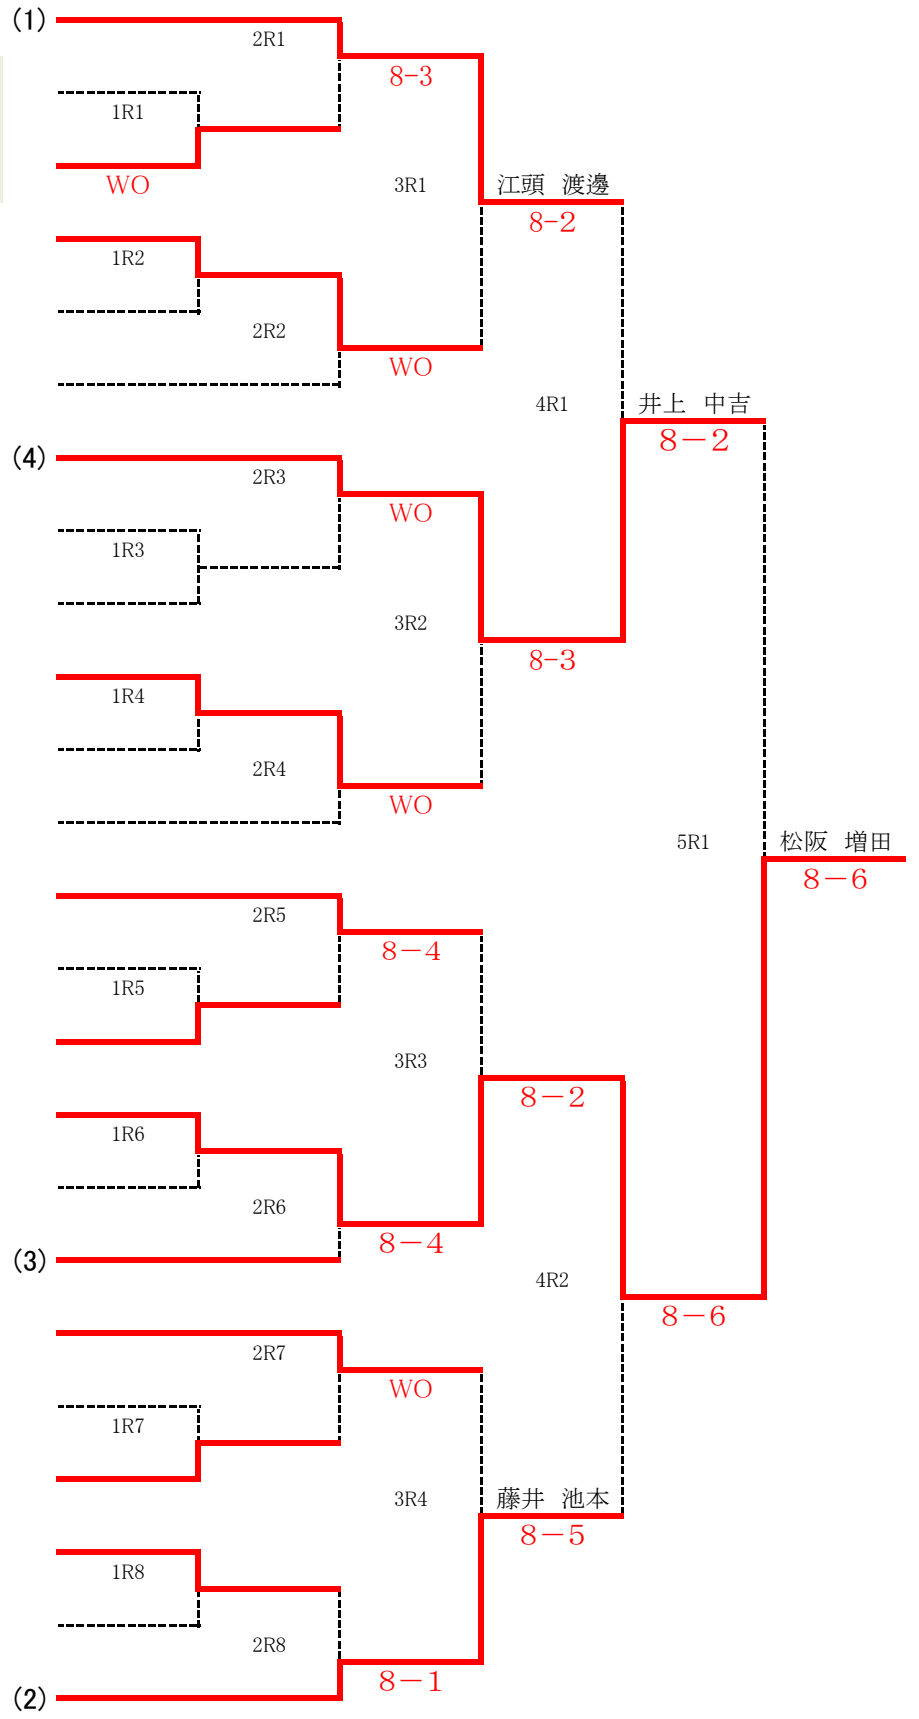 (1)
2R1
8-3
1R1
WO
3R1
江頭 渡邊
8-2
1R2
2R2
WO
4R1
井上 中吉
8-2
(4)
2R3
WO
1R3
3R2
8-3
1R4
2R4
WO
5R1
松阪 増田
8-6
2R5
8-4
1R5
3R3
8-2
1R6
2R6
8-4
(3)
4R2
8-6
2R7
WO
1R7
3R4
藤井 池本
8-5
1R8
2R8
8-1
(2)